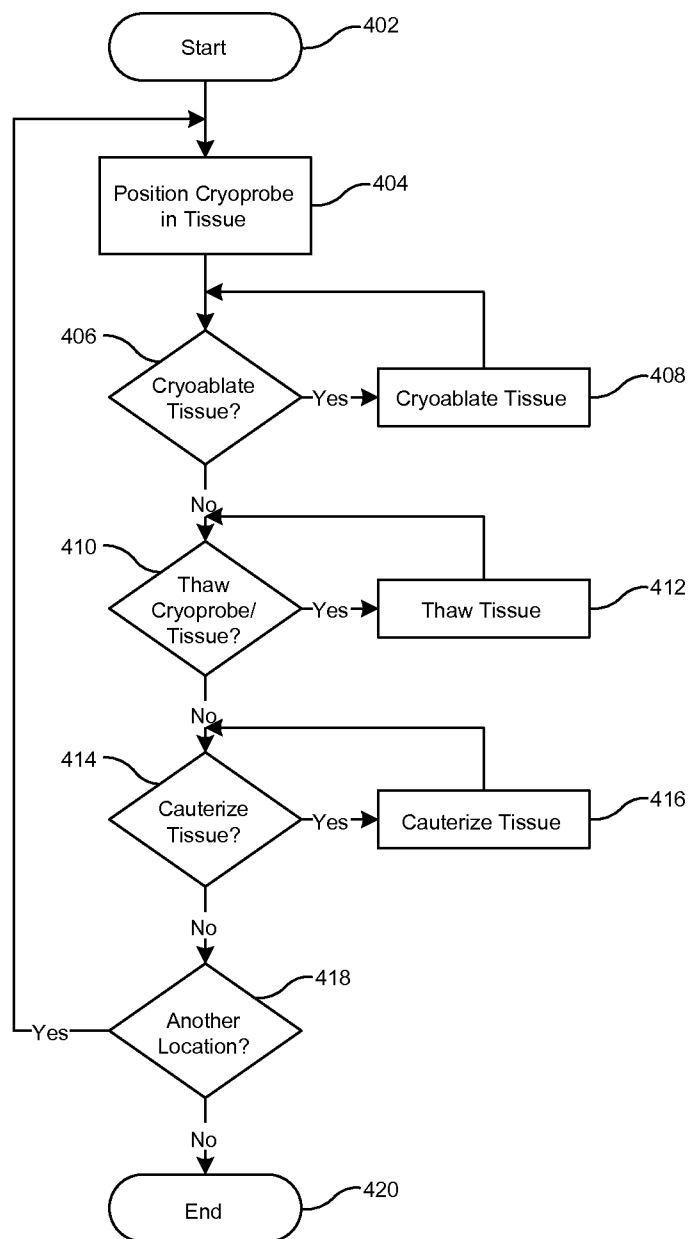 Start
402
Position Cryoprobe
in Tissue
404
406
Cryoablate
Tissue?
Yes
Cryoablate Tissue
408
No
410
Thaw
Cryoprobe/
Tissue?
Yes
Thaw Tissue
412
No
414
Cauterize
Tissue?
Yes
Cauterize Tissue
416
No
418
Another
Location?
Yes
No
End
420